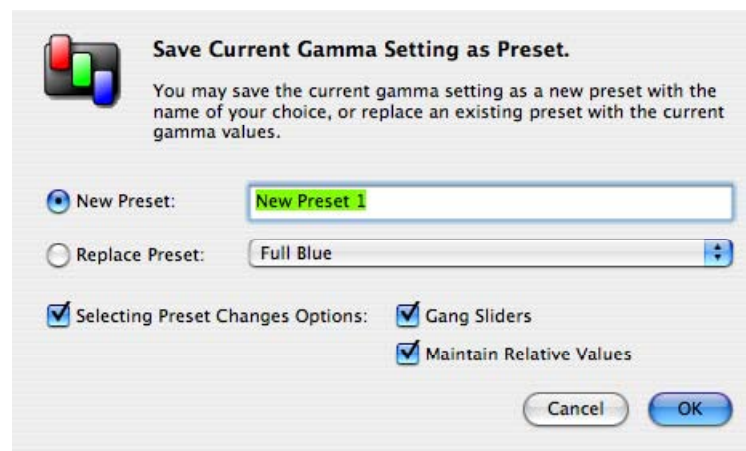 Save Current Gamma Setting as Preset.
You may save the current gamma setting as a new preset with the
name of your choice, or replace an existing preset with the current
gamma values.
New Preset: New Preset 1
Replace Preset: Full Blue
Selecting Preset Changes Options: Gang Sliders
Maintain Relative Values
Cancel OK